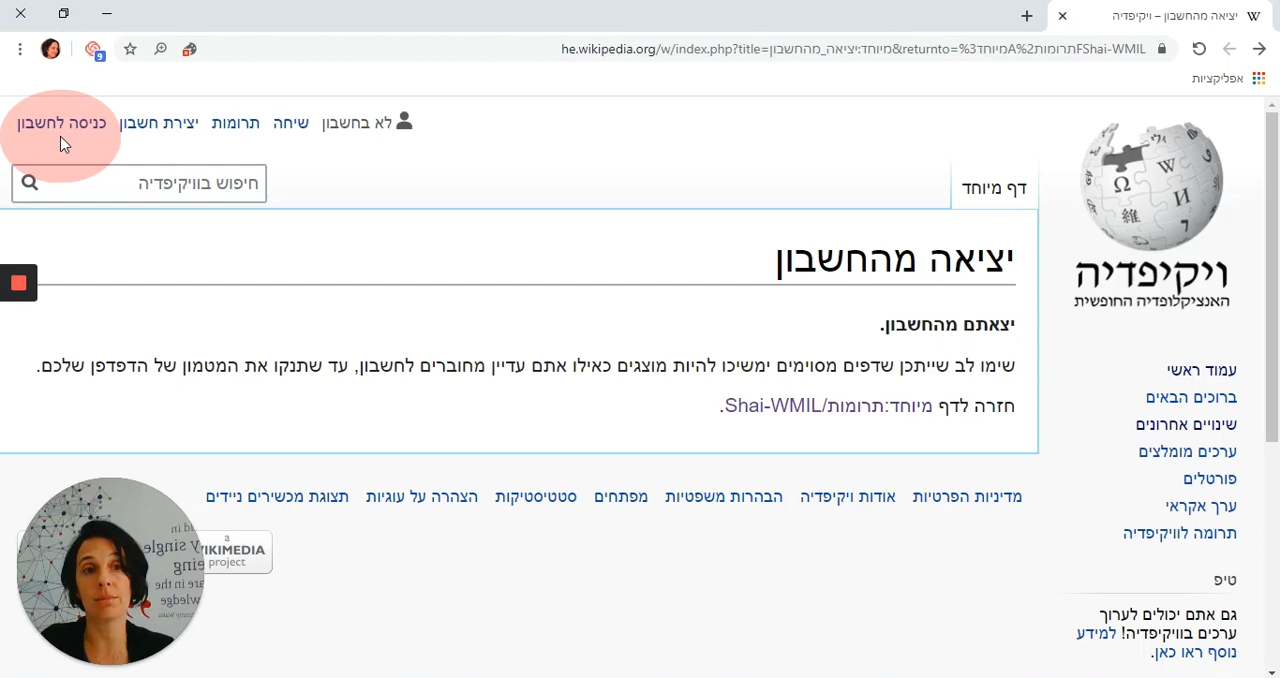 יציאה מהחשבון – ויקיפדיה
he.wikipedia.org/w/index.php?title=מיוחד:יציאה_מהחשבון&returnto=%3Aמיוחד%2FתרומותShai-WMIL
9
אפליקציות
לא בחשבון שיחה תרומות יצירת חשבון כניסה לחשבון
חיפוש בוויקיפדיה
דף מיוחד
יציאה מהחשבון
יצאתם מהחשבון.
שימו לב שייתכן שדפים מסוימים ימשיכו להיות מוצגים כאילו אתם עדיין מחוברים לחשבון, עד שתנקו את המטמון של הדפדפן שלכם.
חזרה לדף מיוחד:תרומות/Shai-WMIL.
ויקיפדיה
האנציקלופדיה החופשית
עמוד ראשי
ברוכים הבאים
שינויים אחרונים
ערכים מומלצים
פורטלים
ערך אקראי
תרומה לוויקיפדיה
טיפ
גם אתם יכולים לערוך
ערכים בוויקיפדיה! למידע
נוסף ראו כאן.
מדיניות הפרטיות אודות ויקיפדיה הבהרות משפטיות מפתחים סטטיסטיקות הצהרה על עוגיות תצוגת מכשירים ניידים
a
WIKIMEDIA
project